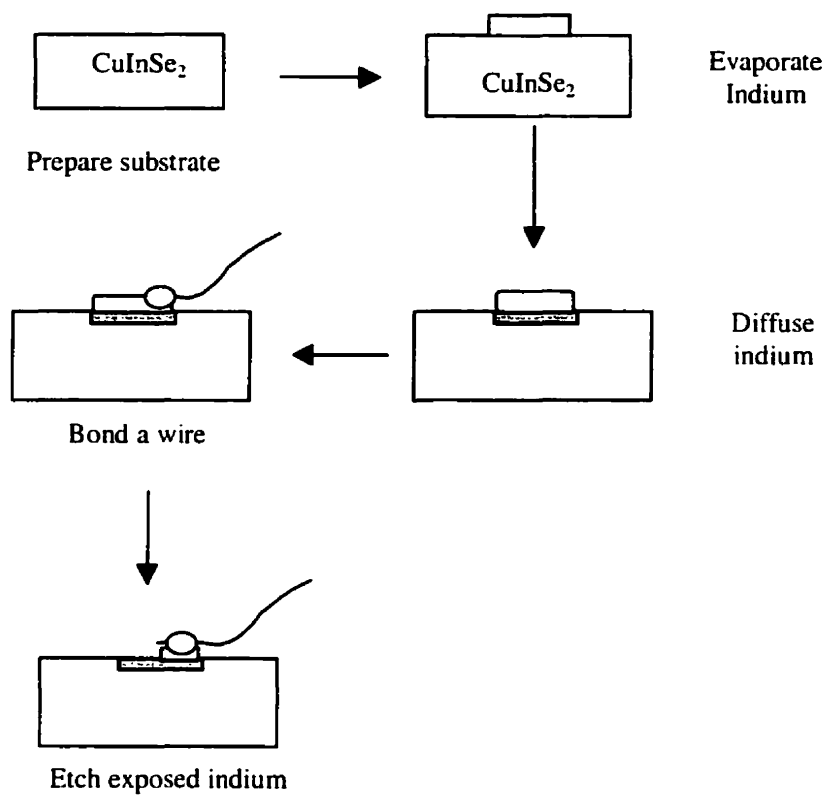 CuInSe₂
Prepare substrate
CuInSe₂
Evaporate
Indium
Diffuse
indium
Bond a wire
Etch exposed indium